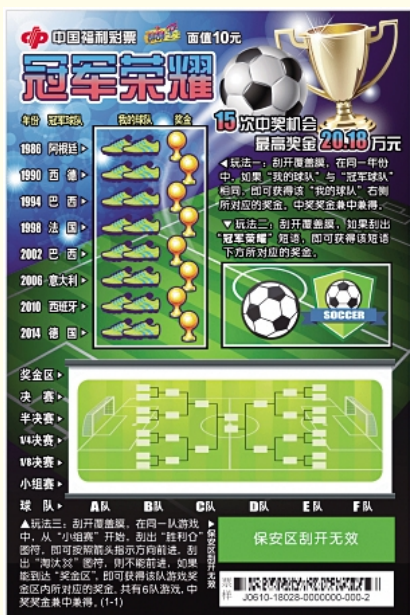 中国福利彩票 面值10元
冠军荣耀
15次中奖机会
最高奖金20.18万元
年份 冠军球队 我的球队 奖金
1986 阿根廷
1990 西德
1994 巴西
1998 法国
2002 巴西
2006 意大利
2010 西班牙
2014 德国
◀玩法一：刮开覆盖膜，在同一年份
中，如果“我的球队”与“冠军球队”
相同，即可获得该“我的球队”右侧
所对应的奖金。中奖奖金兼中兼得。
▼玩法二：刮开覆盖膜，如果刮出
“冠军荣耀”短语，即可获得该短语
下方所对应的奖金。
SOCCER
奖金区
决赛
半决赛
1/4决赛
1/8决赛
小组赛
球队 A队 B队 C队 D队 E队 F队
▲玩法三：刮开覆盖膜，在同一队游戏
中，从“小组赛”开始，刮出“胜利”
图符，即可按照箭头指示方向前进，刮
出“淘汰”图符，则不能前进，如果
能到达“奖金区”，即可获得该队游戏奖
金区内所对应的奖金。共有6队游戏，中
奖奖金兼中兼得。(1-1)
保安区刮开无效
保安区刮开无效
票样
J0610-18028-0000000-000-2